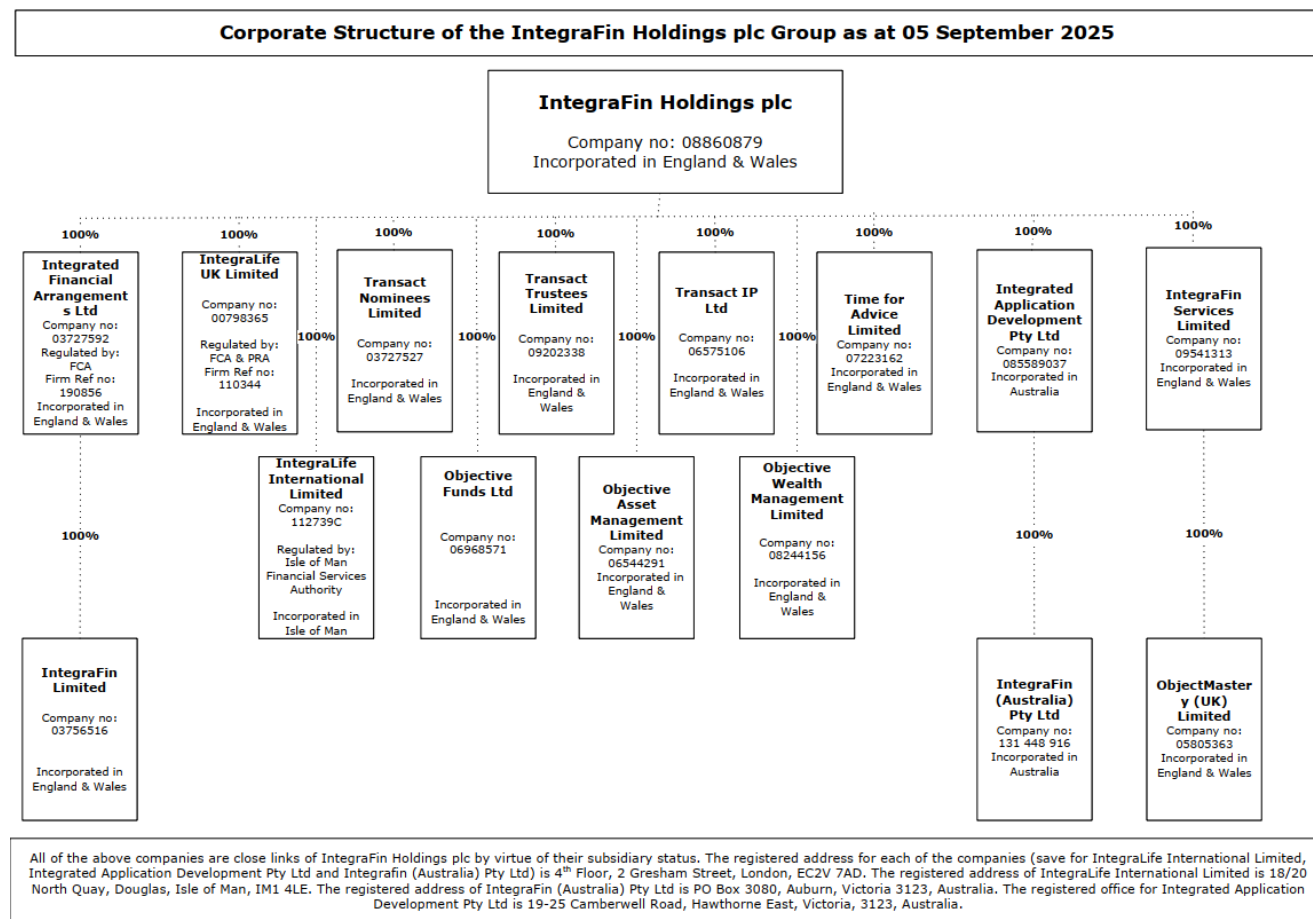 Corporate Structure of the IntegraFin Holdings plc Group as at 05 September 2025
IntegraFin Holdings plc
Company no: 08860879
Incorporated in England & Wales
100%
Integrated
Financial
Arrangement
s Ltd
Company no:
03727592
Regulated by:
FCA
Firm Ref no:
190856
Incorporated in
England & Wales
100%
IntegraLife
UK Limited
Company no:
00798365
Regulated by:
FCA & PRA
Firm Ref no:
110344
Incorporated in
England & Wales
100%
Transact
Nominees
Limited
Company no:
03727527
Incorporated in
England & Wales
100%
Transact
Trustees
Limited
Company no:
09202338
Incorporated in
England &
Wales
100%
Transact IP
Ltd
Company no:
06575106
Incorporated in
England & Wales
100%
Time for
Advice
Limited
Company no:
07223162
Incorporated in
England & Wales
100%
Integrated
Application
Development
Pty Ltd
Company no:
085589037
Incorporated in
Australia
100%
IntegraFin
Services
Limited
Company no:
09541313
Incorporated in
England & Wales
100%
IntegraLife
International
Limited
Company no:
112739C
Regulated by:
Isle of Man
Financial Services
Authority
Incorporated in
Isle of Man
100%
Objective
Funds Ltd
Company no:
06968571
Incorporated in
England & Wales
100%
Objective
Asset
Management
Limited
Company no:
06544291
Incorporated in
England &
Wales
100%
Objective
Wealth
Management
Limited
Company no:
08244156
Incorporated in
England &
Wales
100%
IntegraFin
Limited
Company no:
03756516
Incorporated in
England & Wales
100%
IntegraFin
(Australia)
Pty Ltd
Company no:
131 448 916
Incorporated in
Australia
100%
ObjectMaster
y (UK)
Limited
Company no:
05805363
Incorporated in
England & Wales
All of the above companies are close links of IntegraFin Holdings plc by virtue of their subsidiary status. The registered address for each of the companies (save for IntegraLife International Limited,
Integrated Application Development Pty Ltd and Integrafin (Australia) Pty Ltd) is 4th Floor, 2 Gresham Street, London, EC2V 7AD. The registered address of IntegraLife International Limited is 18/20
North Quay, Douglas, Isle of Man, IM1 4LE. The registered address of IntegraFin (Australia) Pty Ltd is PO Box 3080, Auburn, Victoria 3123, Australia. The registered office for Integrated Application
Development Pty Ltd is 19-25 Camberwell Road, Hawthorne East, Victoria, 3123, Australia.